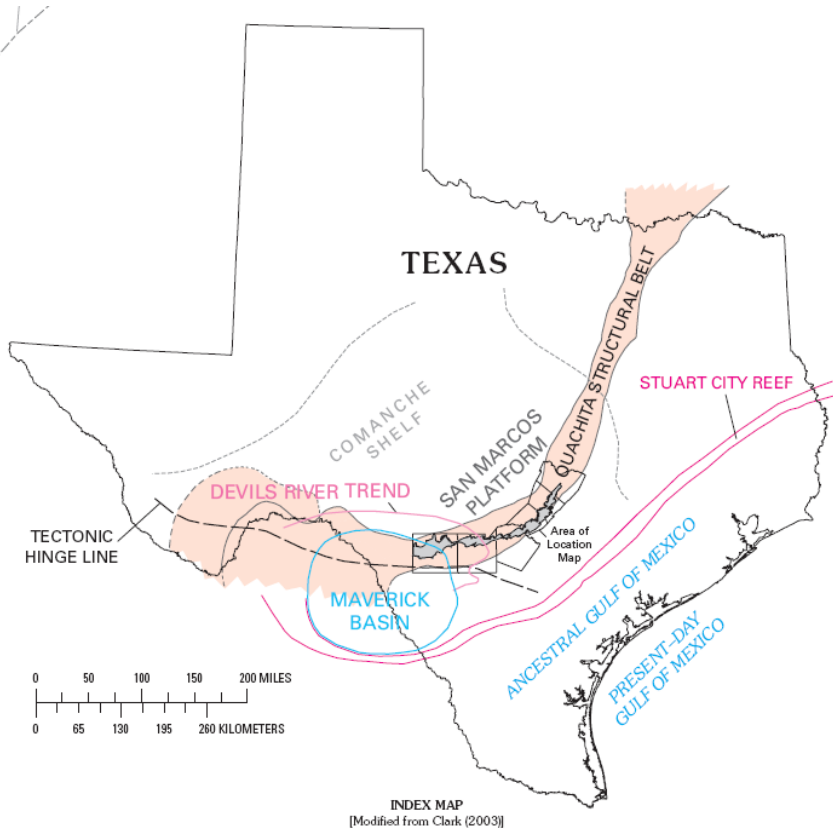 TEXAS
OUACHITA STRUCTURAL BELT
STUART CITY REEF
COMANCHE
SHELF
SAN MARCOS
PLATFORM
DEVILS RIVER TREND
TECTONIC
HINGE LINE
Area of
Location
Map
MAVERICK
BASIN
ANCESTRAL GULF OF MEXICO
PRESENT-DAY
GULF OF MEXICO
0 50 100 150 200 MILES
0 65 130 195 260 KILOMETERS
INDEX MAP
[Modified from Clark (2003)]